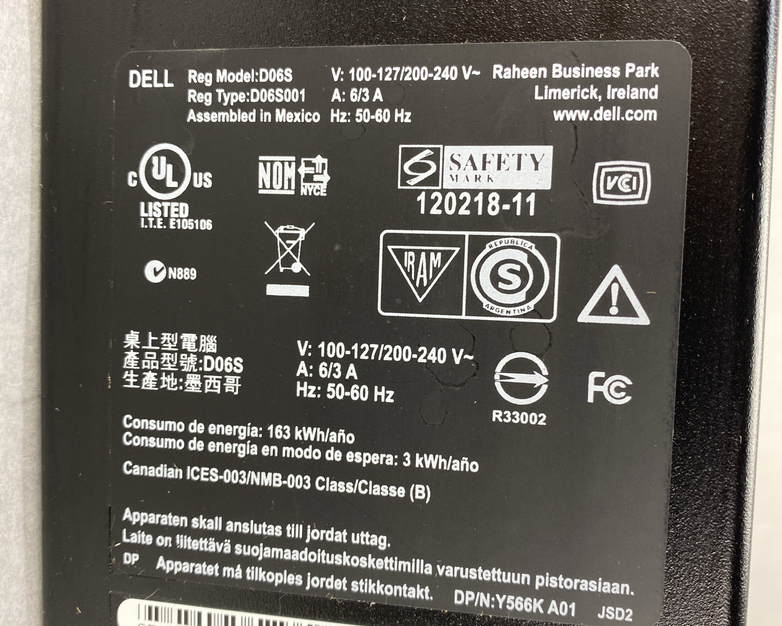 DELL Reg Model:D06S V: 100-127/200-240 V~ Raheen Business Park
Reg Type:D06S001 A: 6/3 A Limerick, Ireland
Assembled in Mexico Hz: 50-60 Hz www.dell.com
C UL US
LISTED
I.T.E. E105106
NOM
NYCE
SAFETY
MARK
120218-11
VCI
N889
IRAM
REPUBLICA
S
ARGENTINA
桌上型電腦
產品型號:D06S
生產地:墨西哥
V: 100-127/200-240 V~
A: 6/3 A
Hz: 50-60 Hz
R33002
FC
Consumo de energía: 163 kWh/año
Consumo de energía en modo de espera: 3 kWh/año
Canadian ICES-003/NMB-003 Class/Classe (B)
Apparaten skall anslutas till jordat uttag.
Laite on liitettävä suojamaadoituskoskettimilla varustettuun pistorasiaan.
DP Apparatet må tilkoples jordet stikkontakt. DP/N:Y566K A01 JSD2